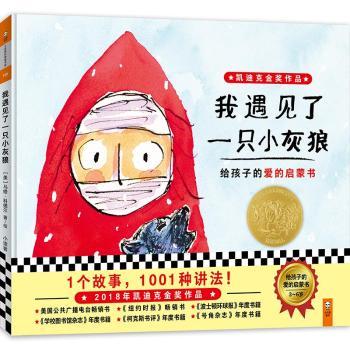 ★凯迪克金奖作品★
我遇见了
一只小灰狼
给孩子的爱的启蒙书
我遇见了一只小灰狼
1个故事，1001种讲法！
2018年凯迪克金奖作品
★美国公共广播电台畅销书 ★《纽约时报》畅销书 ★《波士顿环球报》年度书籍
★《学校图书馆杂志》年度书籍 ★《柯克斯书评》年度书籍 ★《号角杂志》年度书籍
给孩子的
爱的启蒙书
3~6岁